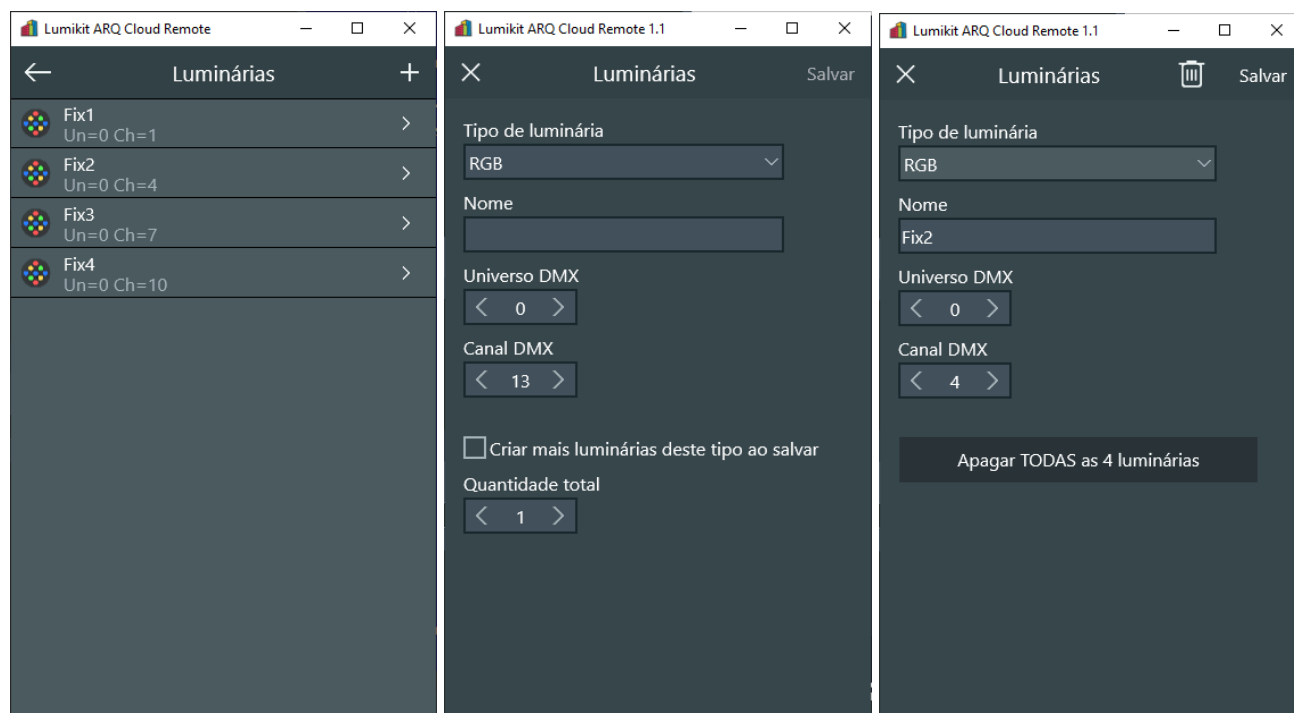 Lumikit ARQ Cloud Remote
Luminárias
Fix1
Un=0 Ch=1
Fix2
Un=0 Ch=4
Fix3
Un=0 Ch=7
Fix4
Un=0 Ch=10
Lumikit ARQ Cloud Remote 1.1
Luminárias Salvar
Tipo de luminária
RGB
Nome
Universo DMX
0
Canal DMX
13
Criar mais luminárias deste tipo ao salvar
Quantidade total
1
Lumikit ARQ Cloud Remote 1.1
Luminárias Salvar
Tipo de luminária
RGB
Nome
Fix2
Universo DMX
0
Canal DMX
4
Apagar TODAS as 4 luminárias